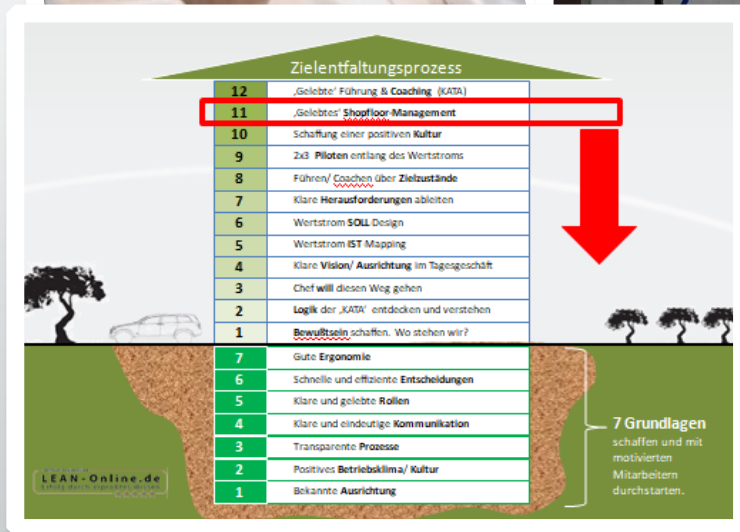 Zielentfaltungsprozess
12 ‚Gelebte' Führung & Coaching (KATA)
11 ‚Gelebtes' Shopfloor-Management
10 Schaffung einer positiven Kultur
9 2x3 Piloten entlang des Wertstroms
8 Führen/ Coachen über Zielzustände
7 Klare Herausforderungen ableiten
6 Wertstrom SOLL-Design
5 Wertstrom IST-Mapping
4 Klare Vision/ Ausrichtung im Tagesgeschäft
3 Chef will diesen Weg gehen
2 Logik der ‚KATA' entdecken und verstehen
1 Bewußtsein schaffen. Wo stehen wir?
7 Gute Ergonomie
6 Schnelle und effiziente Entscheidungen
5 Klare und gelebte Rollen
4 Klare und eindeutige Kommunikation
3 Transparente Prozesse
2 Positives Betriebsklima/ Kultur
1 Bekannte Ausrichtung
7 Grundlagen
schaffen und mit
motivierten
Mitarbeitern
durchstarten.
LEAN-Online.de